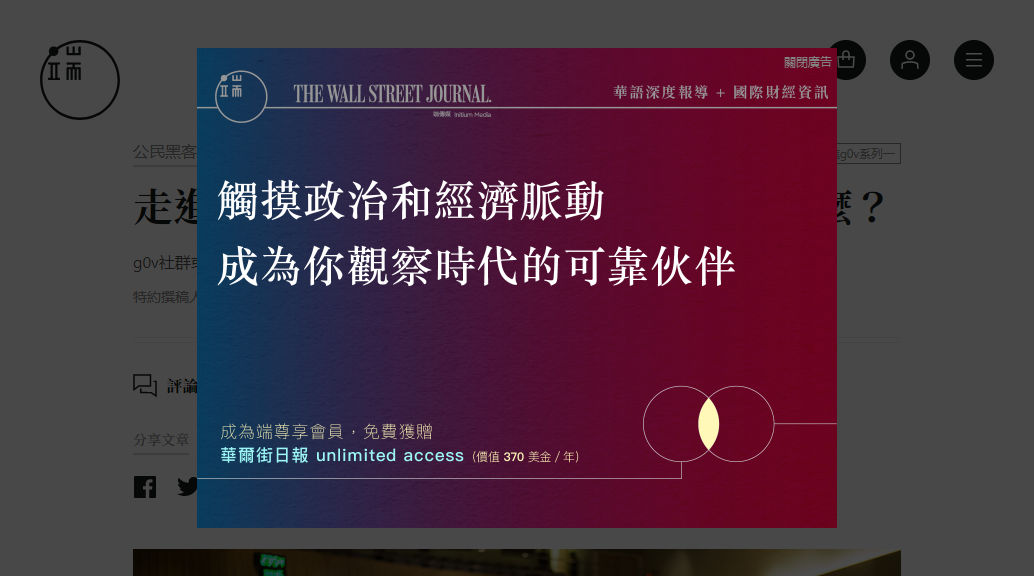 端
關閉廣告
端
THE WALL STREET JOURNAL.
端傳媒 Initium Media
華語深度報導 + 國際財經資訊
公民黑客
g0v系列一
觸摸政治和經濟脈動
走進
麼？
成為你觀察時代的可靠伙伴
g0v社群
特約撰稿人
評論
成為端尊享會員，免費獲贈
分享文章
華爾街日報 unlimited access (價值 370 美金 / 年)